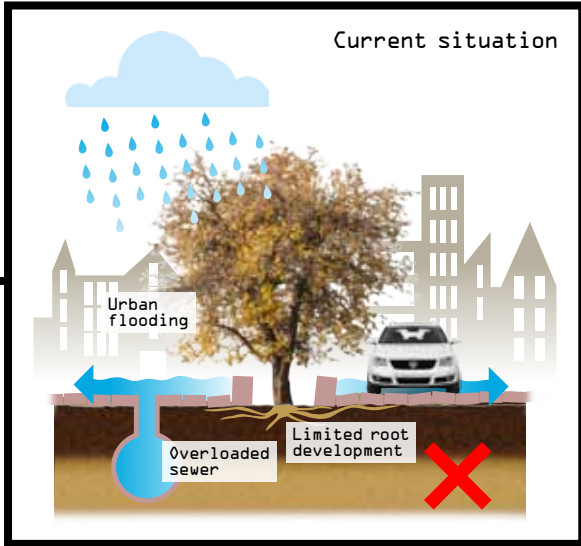 Current situation
Urban
flooding
Overloaded
sewer
Limited root
development